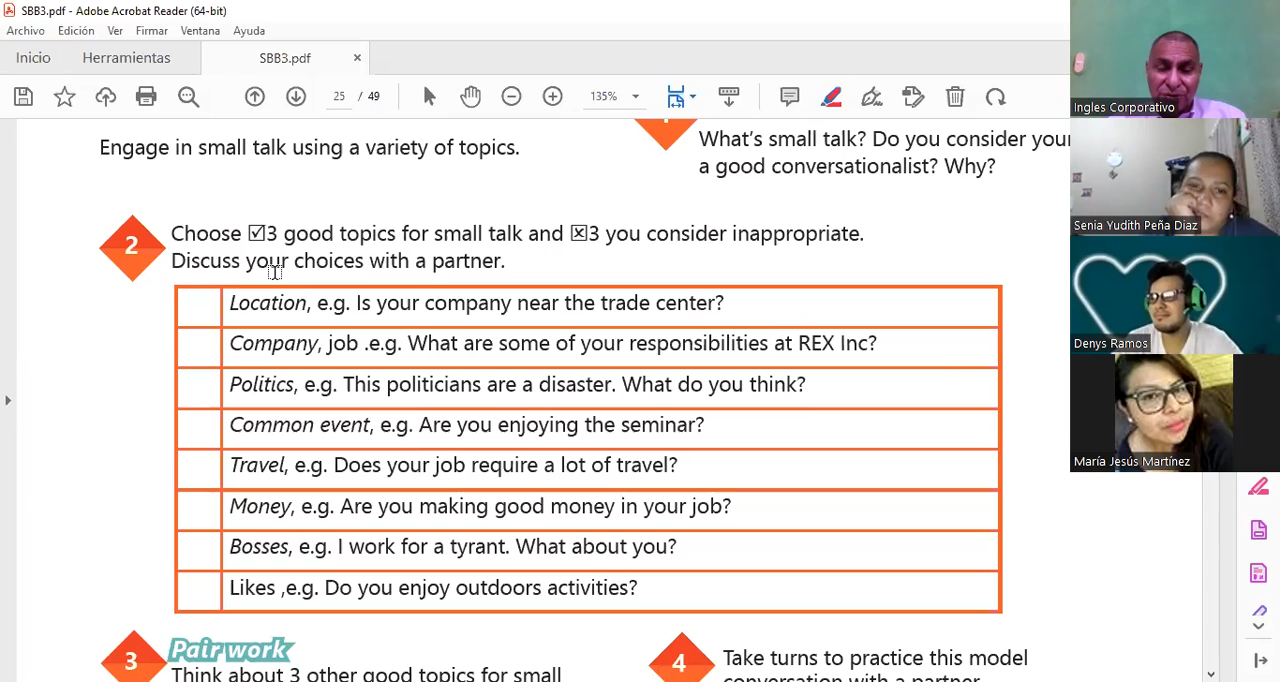 SBB3.pdf - Adobe Acrobat Reader (64-bit)
Archivo Edición Ver Firmar Ventana Ayuda
Inicio Herramientas SBB3.pdf ×
25 / 49 135%
Engage in small talk using a variety of topics.
What's small talk? Do you consider your
a good conversationalist? Why?
2 Choose ☑3 good topics for small talk and ☒3 you consider inappropriate.
Discuss your choices with a partner.
Location, e.g. Is your company near the trade center?
Company, job .e.g. What are some of your responsibilities at REX Inc?
Politics, e.g. This politicians are a disaster. What do you think?
Common event, e.g. Are you enjoying the seminar?
Travel, e.g. Does your job require a lot of travel?
Money, e.g. Are you making good money in your job?
Bosses, e.g. I work for a tyrant. What about you?
Likes ,e.g. Do you enjoy outdoors activities?
3 Pair work
Think about 3 other good topics for small
4 Take turns to practice this model
conversation with a partner
Ingles Corporativo
Senia Yudith Peña Diaz
Denys Ramos
María Jesús Martínez